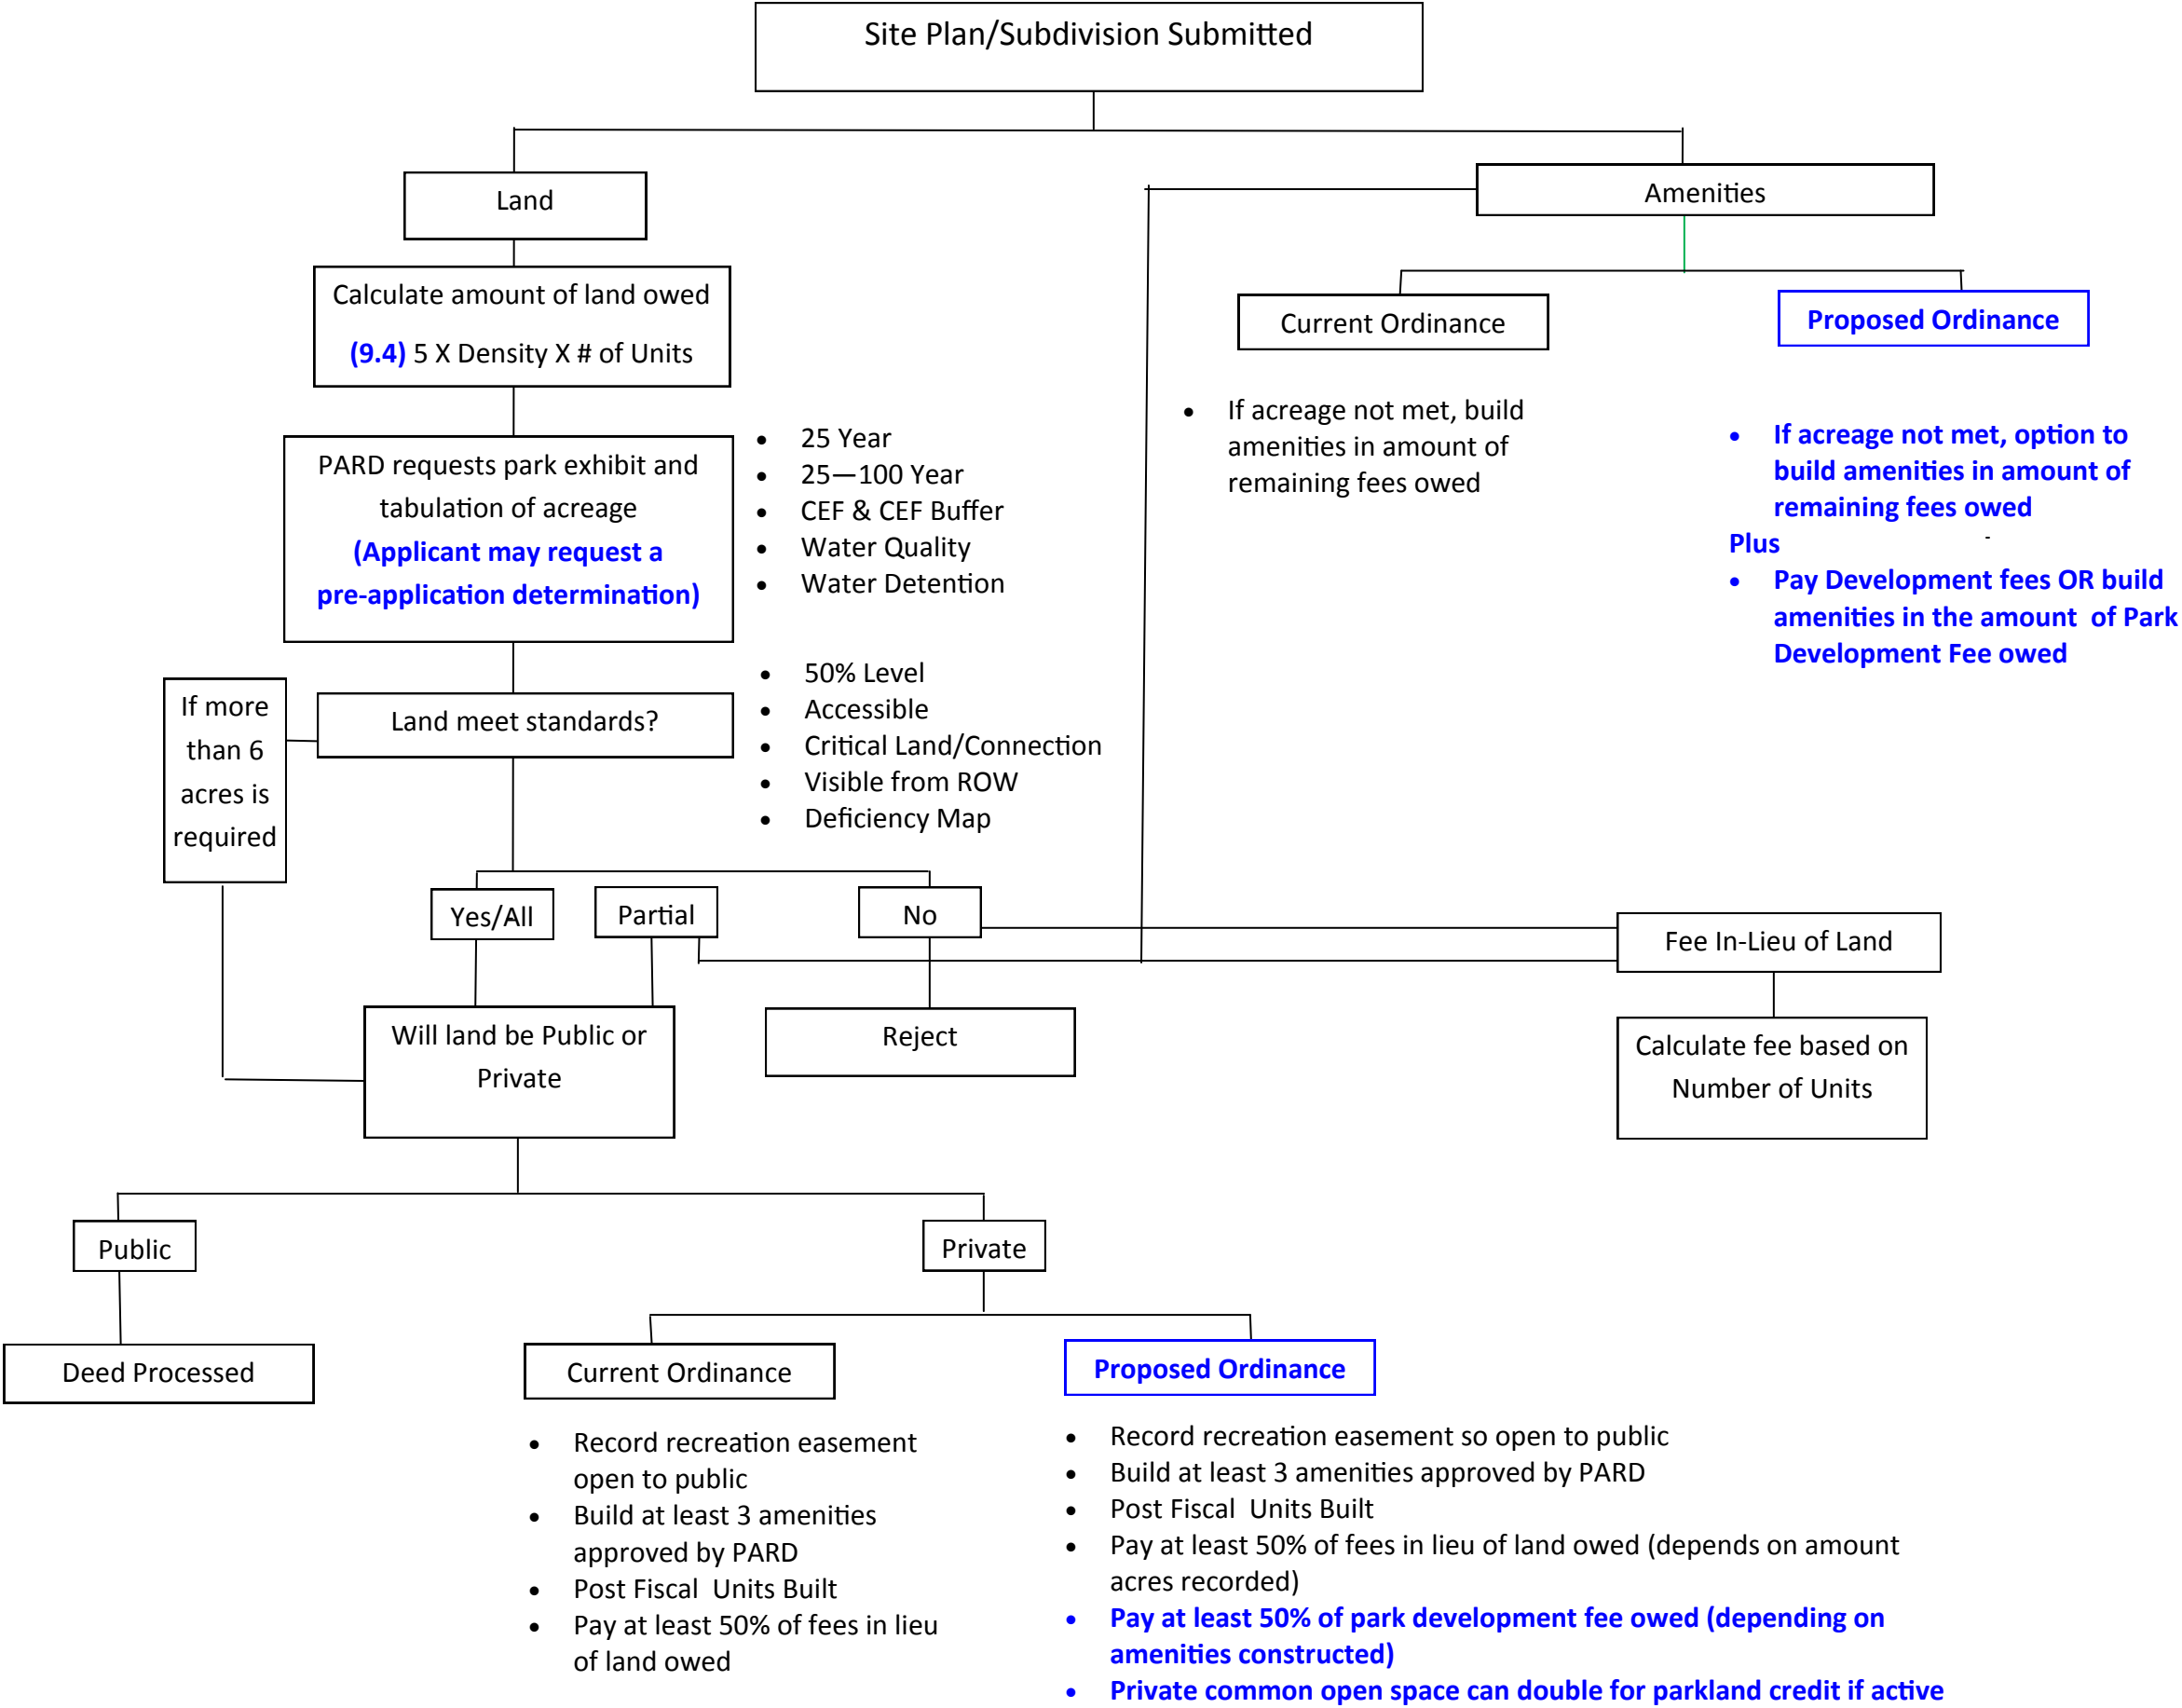 Site Plan/Subdivision Submitted
Land
Amenities
Calculate amount of land owed
(9.4) 5 X Density X # of Units
Current Ordinance
Proposed Ordinance
• If acreage not met, build
amenities in amount of
remaining fees owed
• If acreage not met, option to
build amenities in amount of
remaining fees owed
Plus -
• Pay Development fees OR build
amenities in the amount of Park
Development Fee owed
PARD requests park exhibit and
tabulation of acreage
(Applicant may request a
pre-application determination)
• 25 Year
• 25—100 Year
• CEF & CEF Buffer
• Water Quality
• Water Detention
If more
than 6
acres is
required
Land meet standards?
• 50% Level
• Accessible
• Critical Land/Connection
• Visible from ROW
• Deficiency Map
Yes/All
Partial
No
Fee In-Lieu of Land
Will land be Public or
Private
Reject
Calculate fee based on
Number of Units
Public
Private
Deed Processed
Current Ordinance
Proposed Ordinance
• Record recreation easement
open to public
• Build at least 3 amenities
approved by PARD
• Post Fiscal Units Built
• Pay at least 50% of fees in lieu
of land owed
• Record recreation easement so open to public
• Build at least 3 amenities approved by PARD
• Post Fiscal Units Built
• Pay at least 50% of fees in lieu of land owed (depends on amount
acres recorded)
• Pay at least 50% of park development fee owed (depending on
amenities constructed)
• Private common open space can double for parkland credit if active